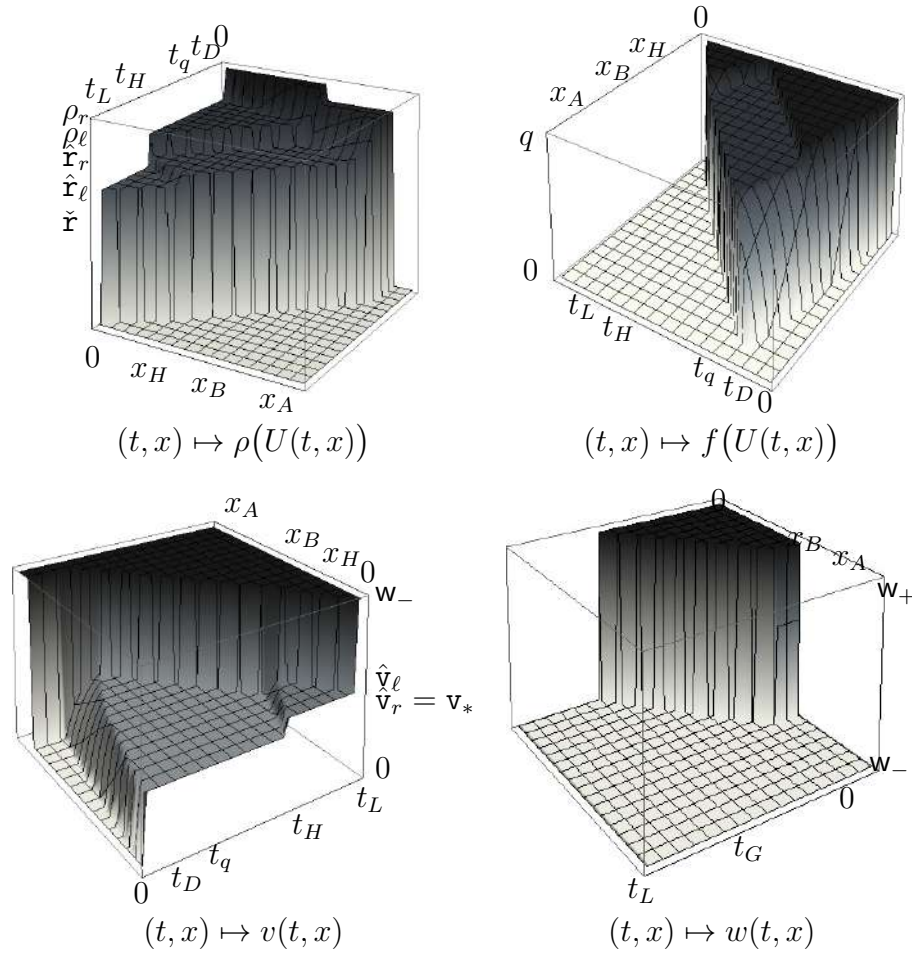 0
t_D
t_q
t_H
t_L
ρ_r
ρ_ℓ
r̂_r
r̂_ℓ
ř
0
x_H
x_B
x_A
(t, x) ↦ ρ(U(t, x))
0
x_H
x_B
x_A
q
0
t_L
t_H
t_q
t_D
0
(t, x) ↦ f(U(t, x))
x_A
x_B
x_H
0
w_−
v̂_ℓ
v̂_r = v_*
0
t_L
t_H
t_q
t_D
0
(t, x) ↦ v(t, x)
0
x_B
x_A
w_+
w_−
0
t_G
t_L
(t, x) ↦ w(t, x)